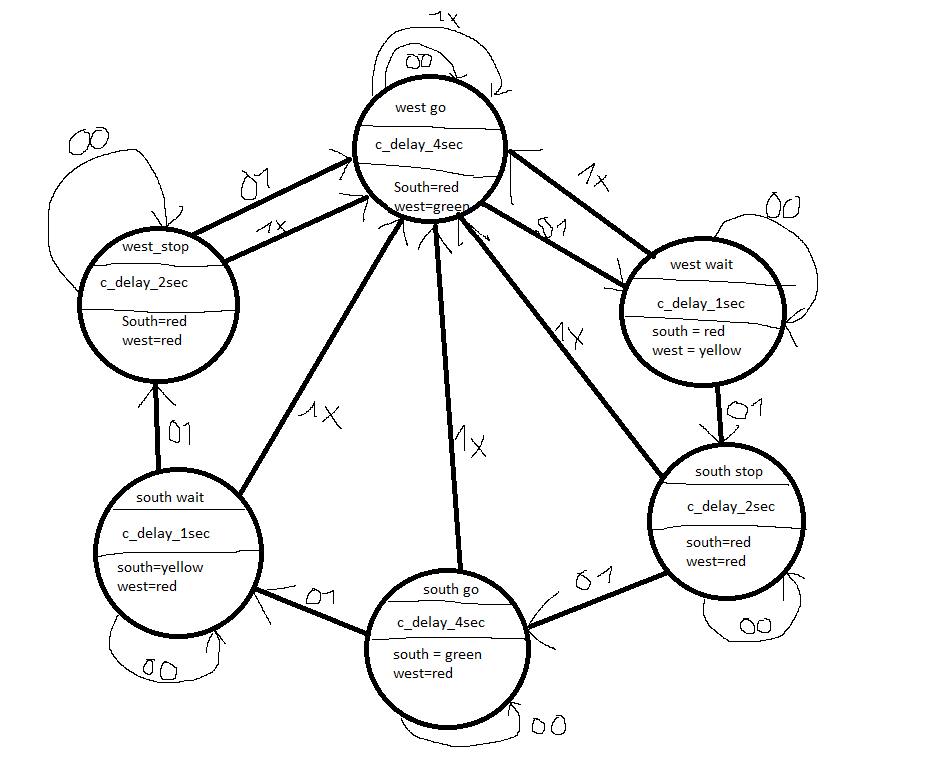 1x
00
west go
c_delay_4sec
South=red
west=green
00
01
1x
west_stop
c_delay_2sec
South=red
west=red
1x
01
00
west wait
c_delay_1sec
south = red
west = yellow
1x
1x
1x
01
01
south stop
c_delay_2sec
south=red
west=red
00
south wait
c_delay_1sec
south=yellow
west=red
00
01
01
south go
c_delay_4sec
south = green
west=red
00